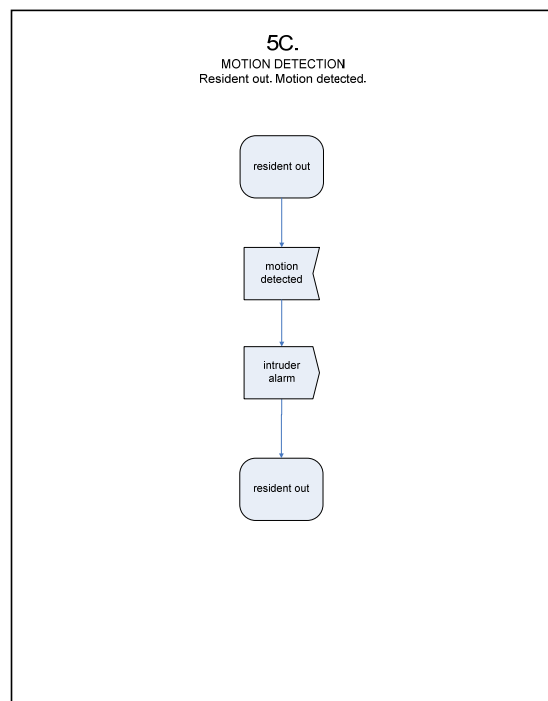 5C.
MOTION DETECTION
Resident out. Motion detected.
resident out
motion
detected
intruder
alarm
resident out